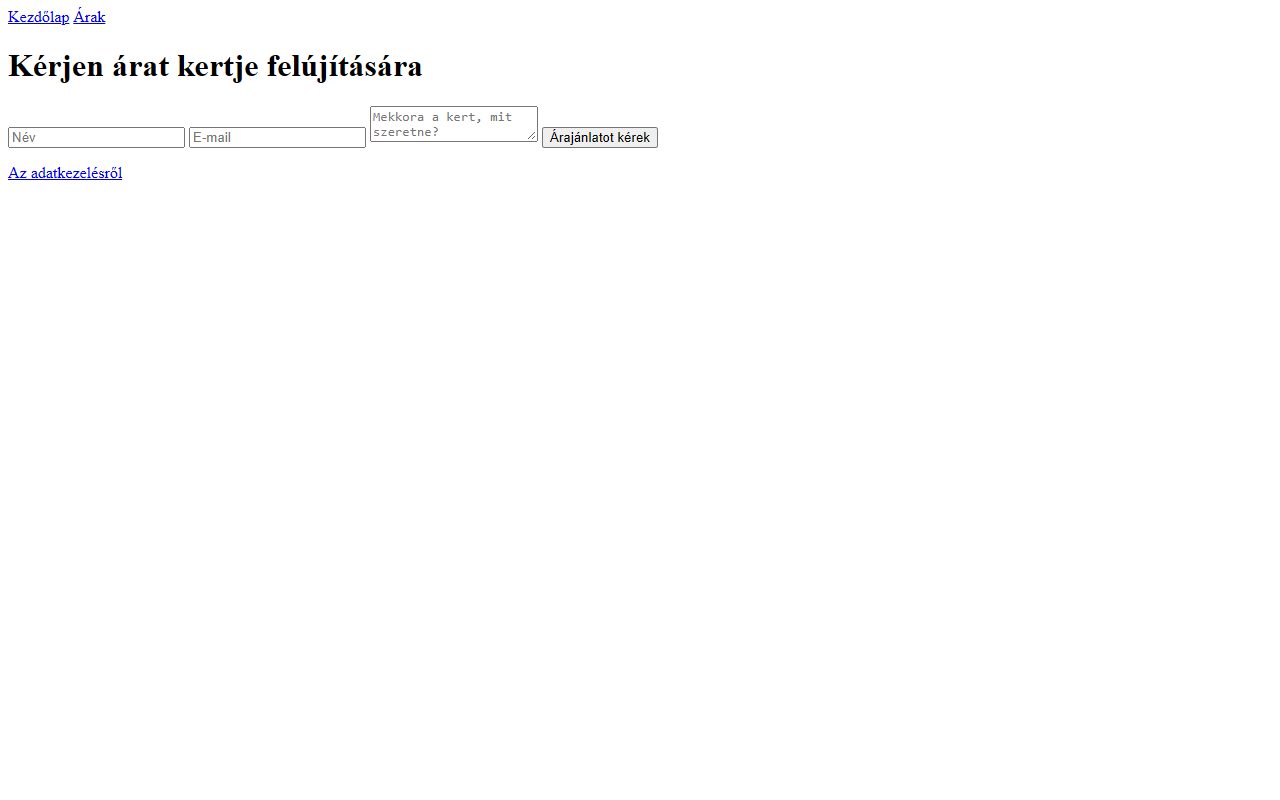 Kezdőlap Árak
Kérjen árat kertje felújítására
Név E-mail Mekkora a kert, mit
szeretne? Árajánlatot kérek
Az adatkezelésről